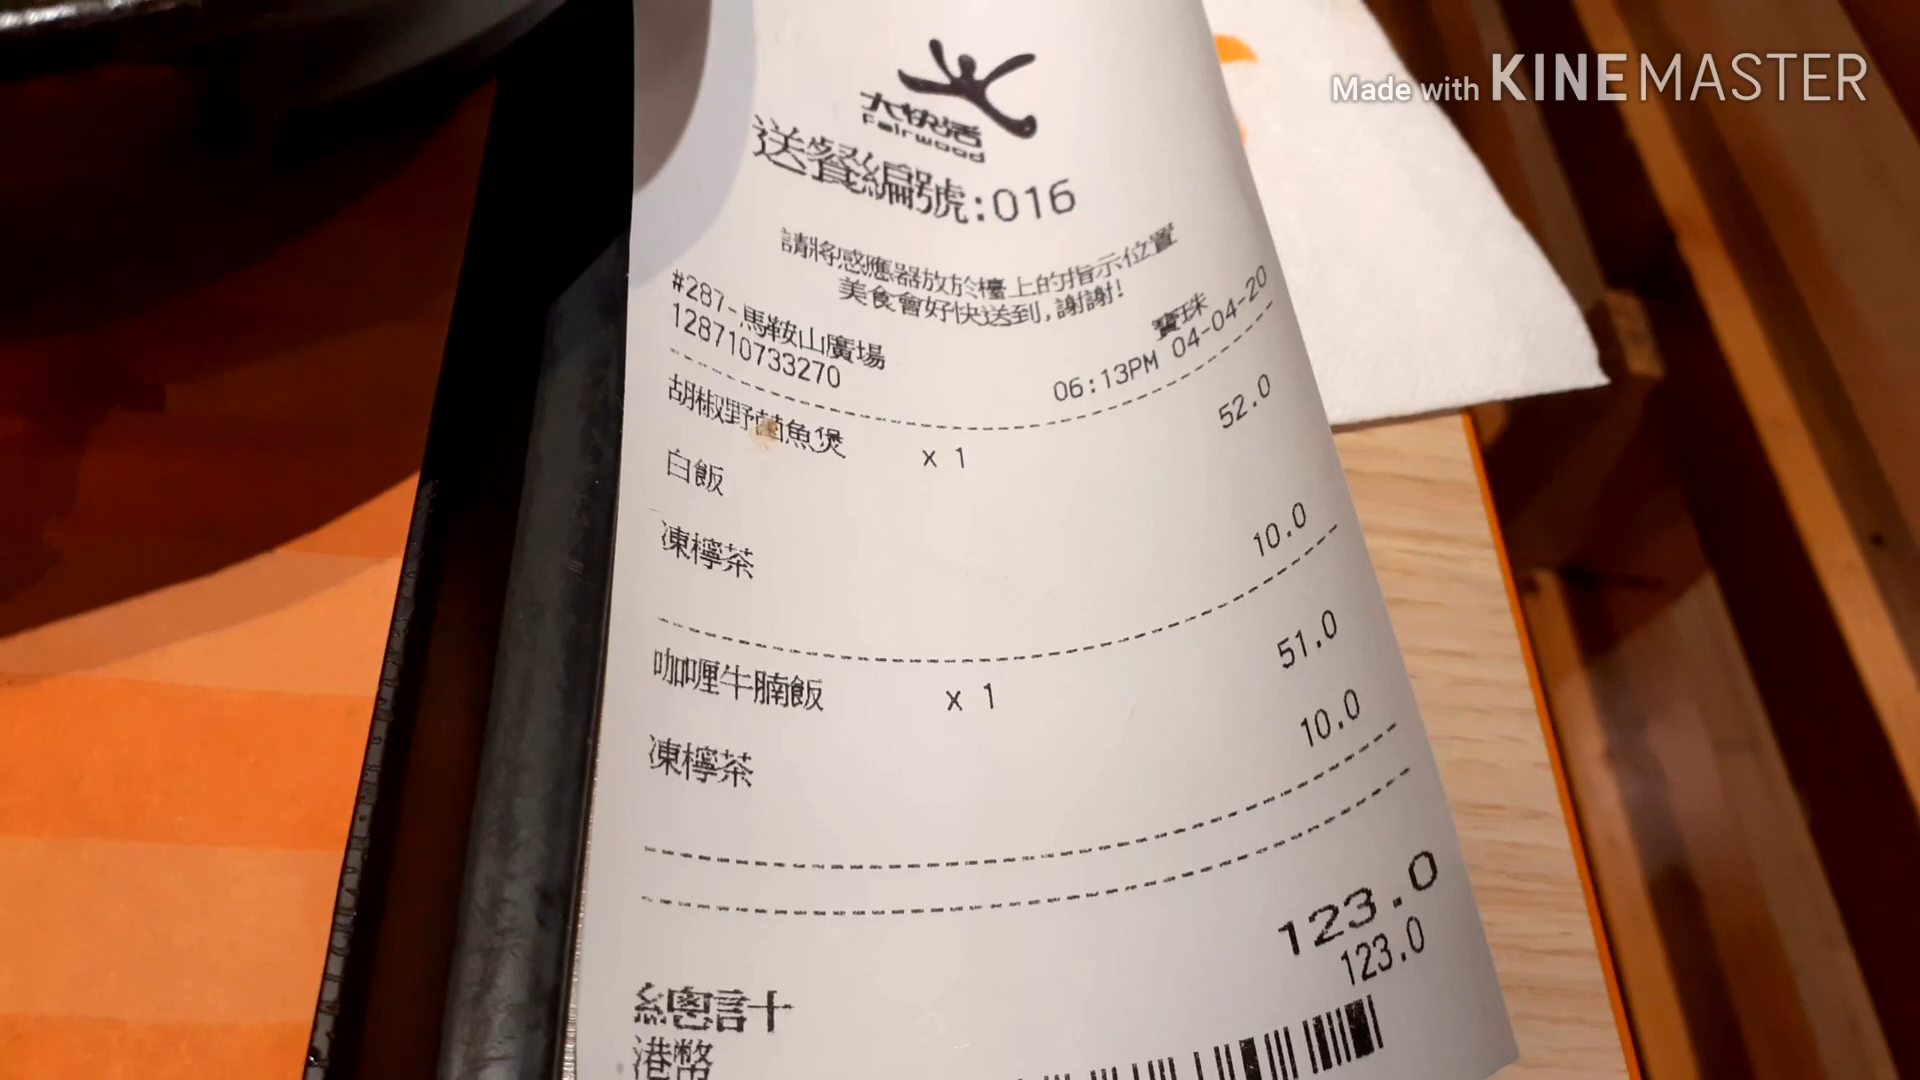 Made with KINEMASTER
大快活
Fairwood
送餐編號:016
請將感應器放於檯上的指示位置
美食會好快送到,謝謝!
#287-馬鞍山廣場 寶珠
128710733270 06:13PM 04-04-20
胡椒野菌魚煲 x 1 52.0
白飯
凍檸茶 10.0
咖喱牛腩飯 x 1 51.0
凍檸茶 10.0
總計 123.0
港幣 123.0